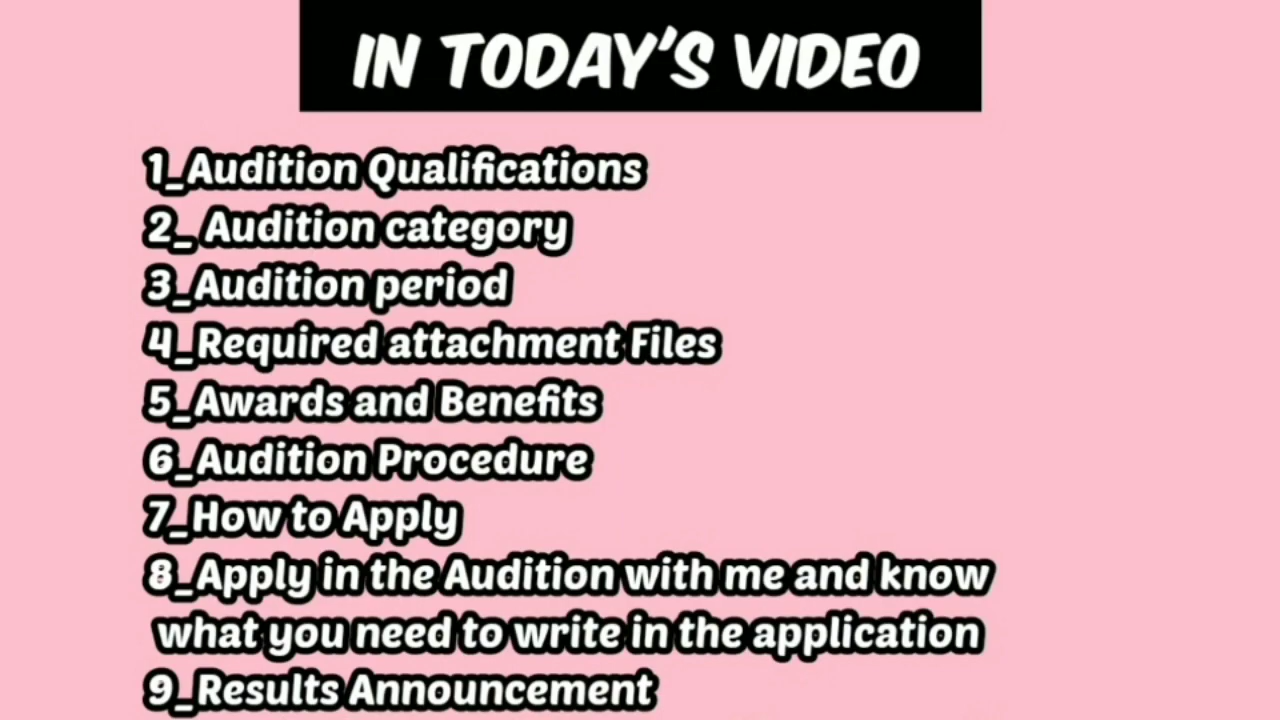 IN TODAY'S VIDEO
1_Audition Qualifications
2_ Audition category
3_Audition period
4_Required attachment Files
5_Awards and Benefits
6_Audition Procedure
7_How to Apply
8_Apply in the Audition with me and know
what you need to write in the application
9_Results Announcement